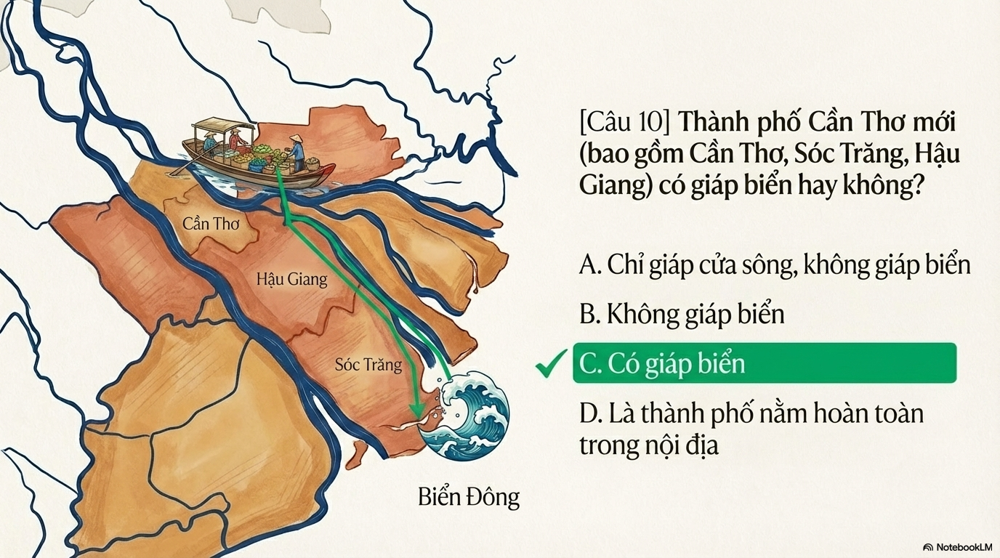 Cần Thơ
Hậu Giang
Sóc Trăng
Biển Đông
[Câu 10] Thành phố Cần Thơ mới
(bao gồm Cần Thơ, Sóc Trăng, Hậu
Giang) có giáp biển hay không?
A. Chỉ giáp cửa sông, không giáp biển
B. Không giáp biển
C. Có giáp biển
D. Là thành phố nằm hoàn toàn
trong nội địa
NotebookLM